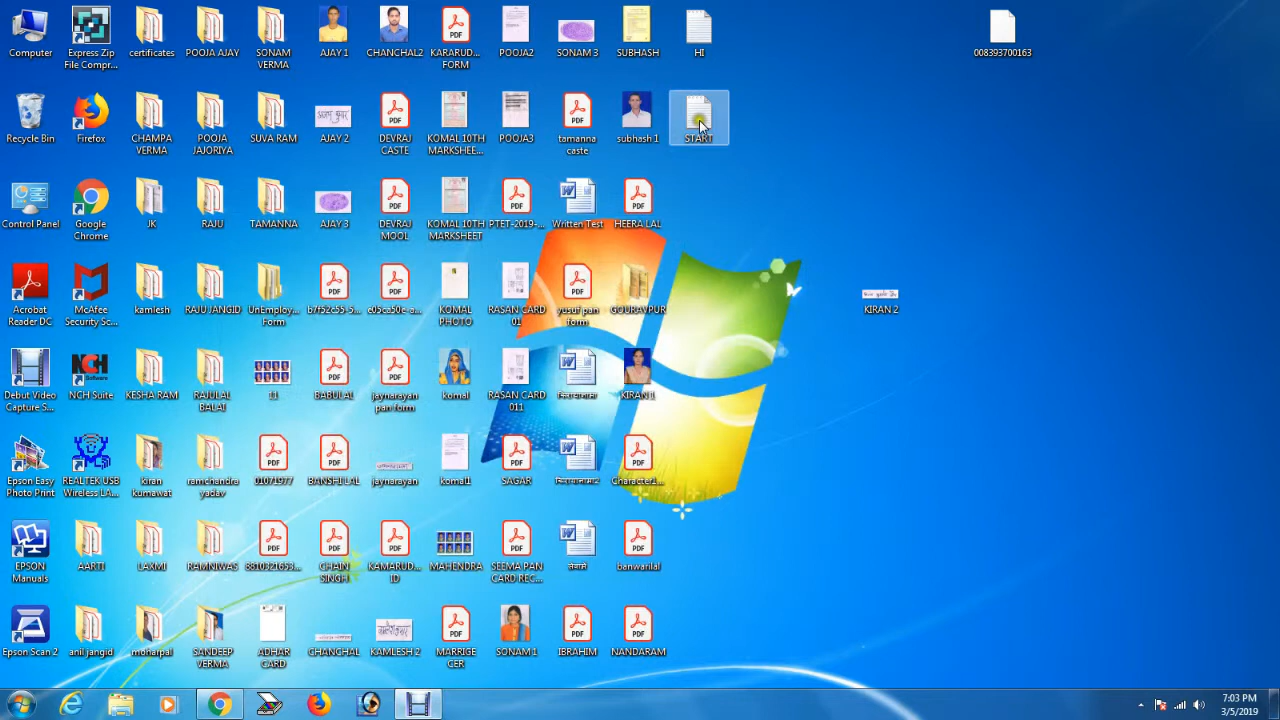 Computer
Express Zip
File Compr...
certificates
POOJA AJAY
SONAM
VERMA
AJAY 1
CHANCHAL2
KARARUD...
FORM
POOJA2
SONAM 3
SUBHASH
HI
008393700163
Recycle Bin
Firefox
CHAMPA
VERMA
POOJA
JAJORIYA
SUVA RAM
AJAY 2
DEVRAJ
CASTE
KOMAL 10TH
MARKSHEE...
POOJA3
tamanna
caste
subhash 1
START
Control Panel
Google
Chrome
JK
RAJU
TAMANNA
AJAY 3
DEVRAJ
MOOL
KOMAL 10TH
MARKSHEET
PTET-2019-...
Written Test
HEERA LAL
Acrobat
Reader DC
McAfee
Security Sc...
kamlesh
RAJU JANGID
UnEmploy...
Form
KOMAL
PHOTO
RASAN CARD
01
yusuf pan
form
GOURAVPUR
KIRAN 2
Debut Video
Capture S...
NCH Suite
KESHA RAM
RAJULAL
BALAI
11
BABULAL
jaynarayan
pan form
komal
RASAN CARD
011
KIRAN 1
Epson Easy
Photo Print
REALTEK USB
Wireless LA...
kiran
kumawat
ramchandra
yadav
01071977
BANSHILAL
jaynarayan
komal1
SAGAR
Character1...
EPSON
Manuals
AARTI
LAXMI
RAMNIWAS
8810321653...
CHAIN
SINGH
KAMARUD...
ID
MAHENDRA
SEEMA PAN
CARD REC...
banwarilal
Epson Scan 2
anil jangid
moharpal
SANDEEP
VERMA
ADHAR
CARD
CHANCHAL
KAMLESH 2
MARRIGE
CER
SONAM 1
IBRAHIM
NANDARAM
7:03 PM
3/5/2019